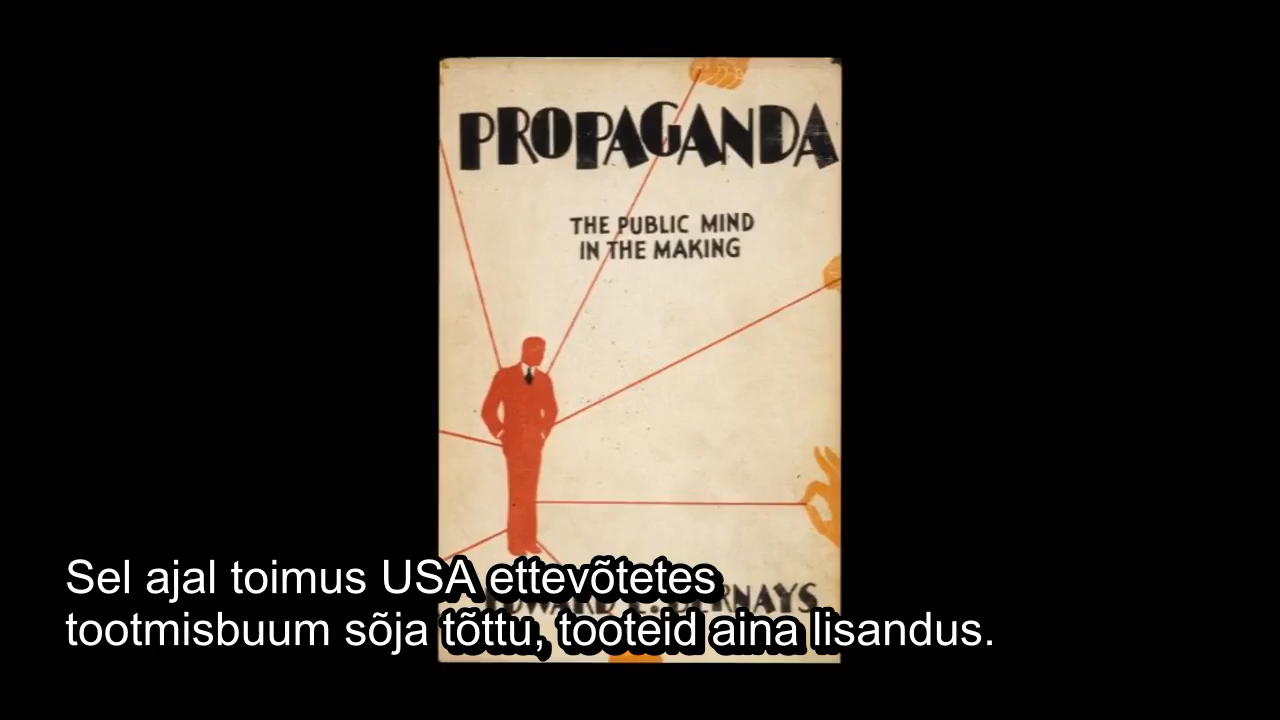 PROPAGANDA
THE PUBLIC MIND
IN THE MAKING
Sel ajal toimus USA ettevõtetes
tootmisbuum sõja tõttu, tooteid aina lisandus.